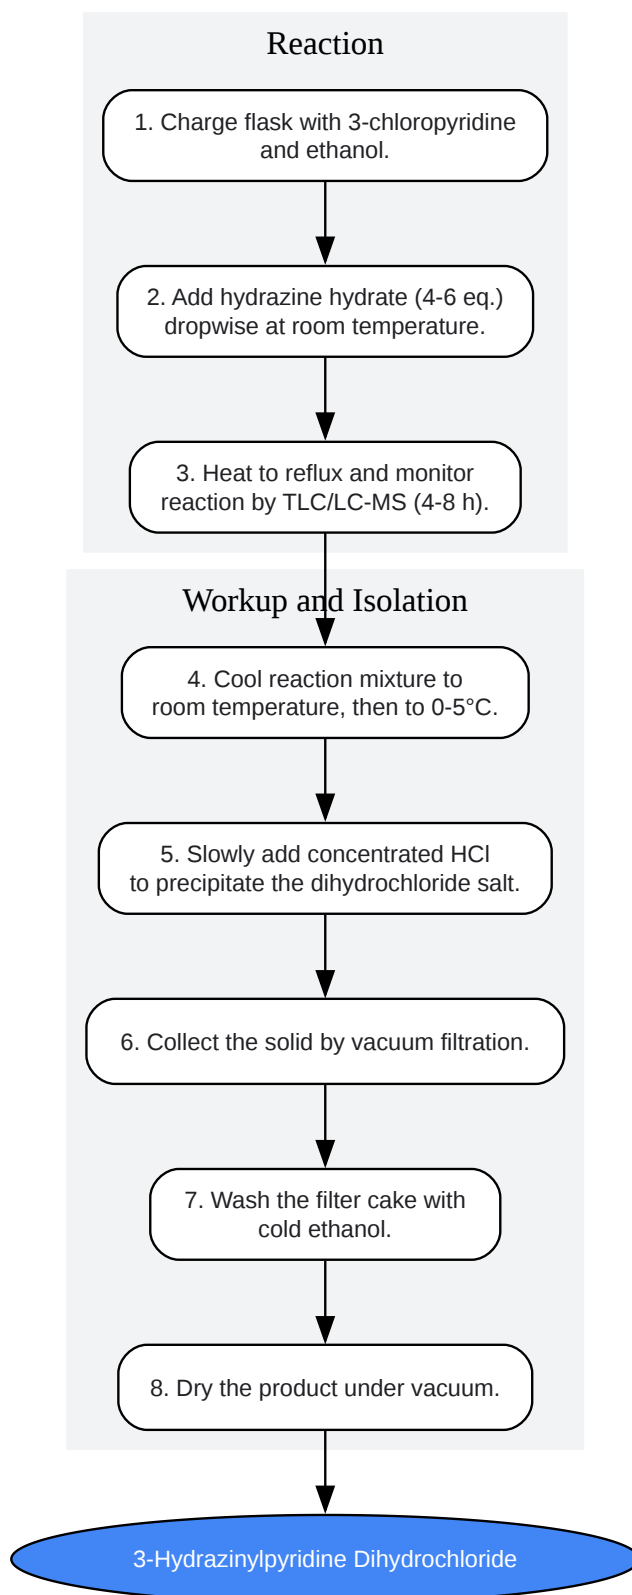 Reaction
1. Charge flask with 3-chloropyridine
and ethanol.
2. Add hydrazine hydrate (4-6 eq.)
dropwise at room temperature.
3. Heat to reflux and monitor
reaction by TLC/LC-MS (4-8 h).
Workup and Isolation
4. Cool reaction mixture to
room temperature, then to 0-5°C.
5. Slowly add concentrated HCl
to precipitate the dihydrochloride salt.
6. Collect the solid by vacuum filtration.
7. Wash the filter cake with
cold ethanol.
8. Dry the product under vacuum.
3-Hydrazinylpyridine Dihydrochloride